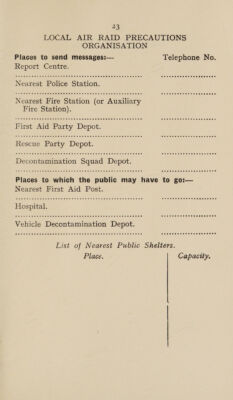 23
LOCAL AIR RAID PRECAUTIONS
ORGANISATION
Places to send messages:— Telephone No.
Report Centre.
Nearest Police Station.
Nearest Fire Station (or Auxiliary
Fire Station).
First Aid Party Depot.
Rescue Party Depot.
Decontamination Squad Depot.
Places to which the public may have to go:—
Nearest First Aid Post.
Hospital.
Vehicle Decontamination Depot.
List of Nearest Public Shelters.
Place. Capacity.